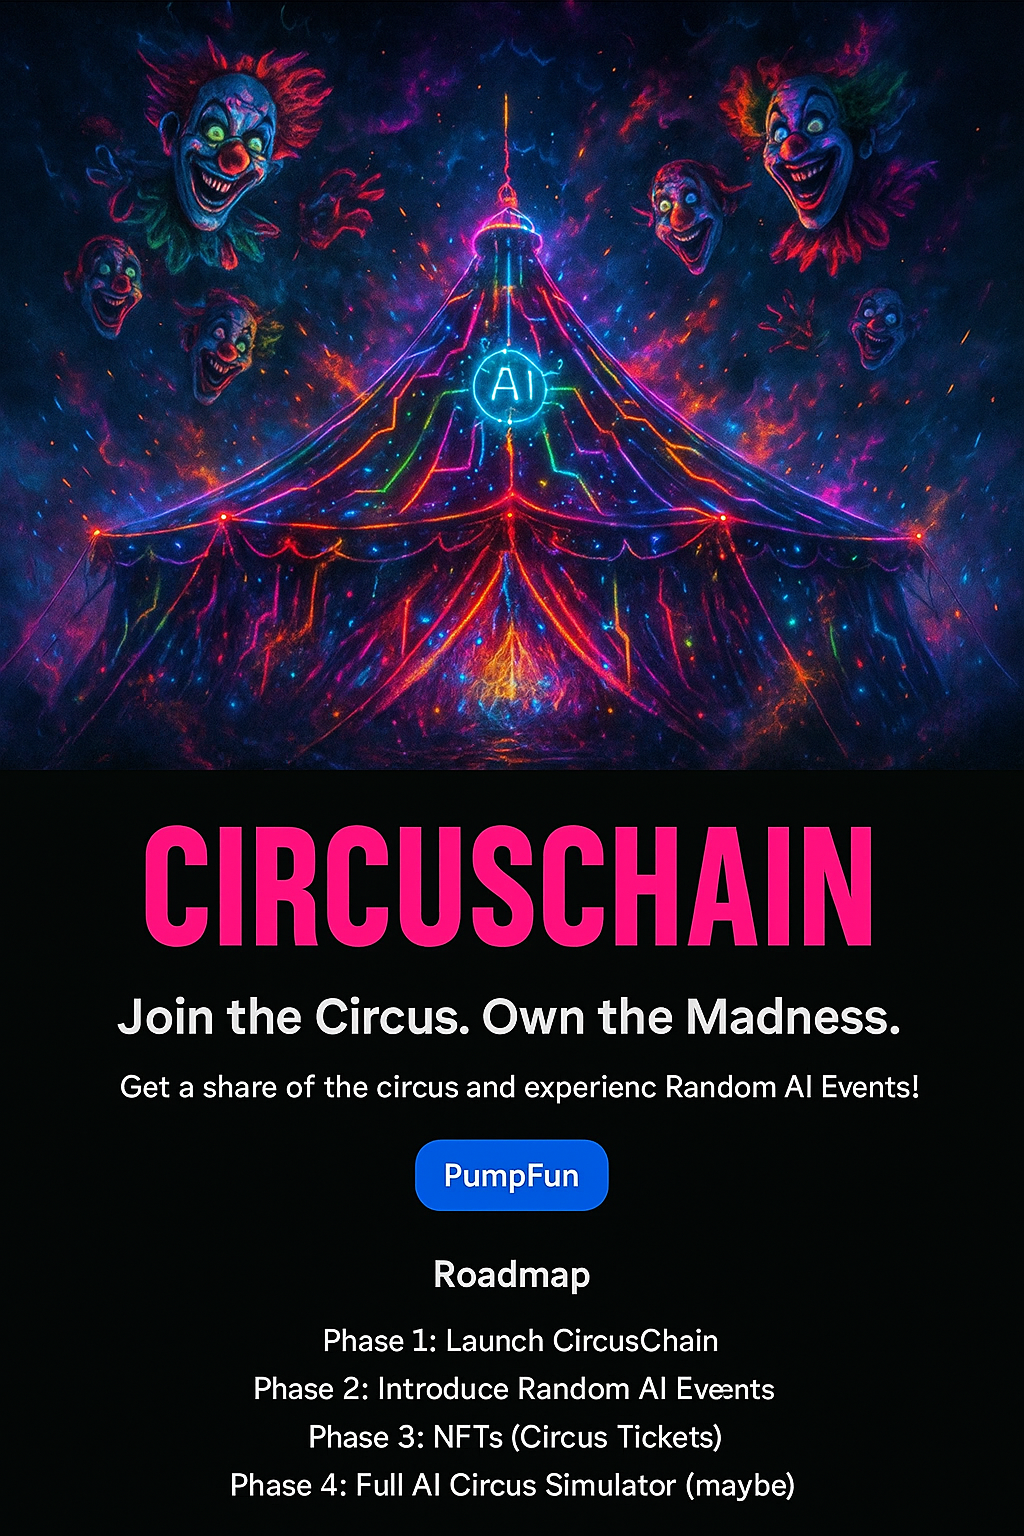 AI
CIRCUSCHAIN
Join the Circus. Own the Madness.
Get a share of the circus and experienc Random AI Events!
PumpFun
Roadmap
Phase 1: Launch CircusChain
Phase 2: Introduce Random AI Eveents
Phase 3: NFTs (Circus Tickets)
Phase 4: Full AI Circus Simulator (maybe)